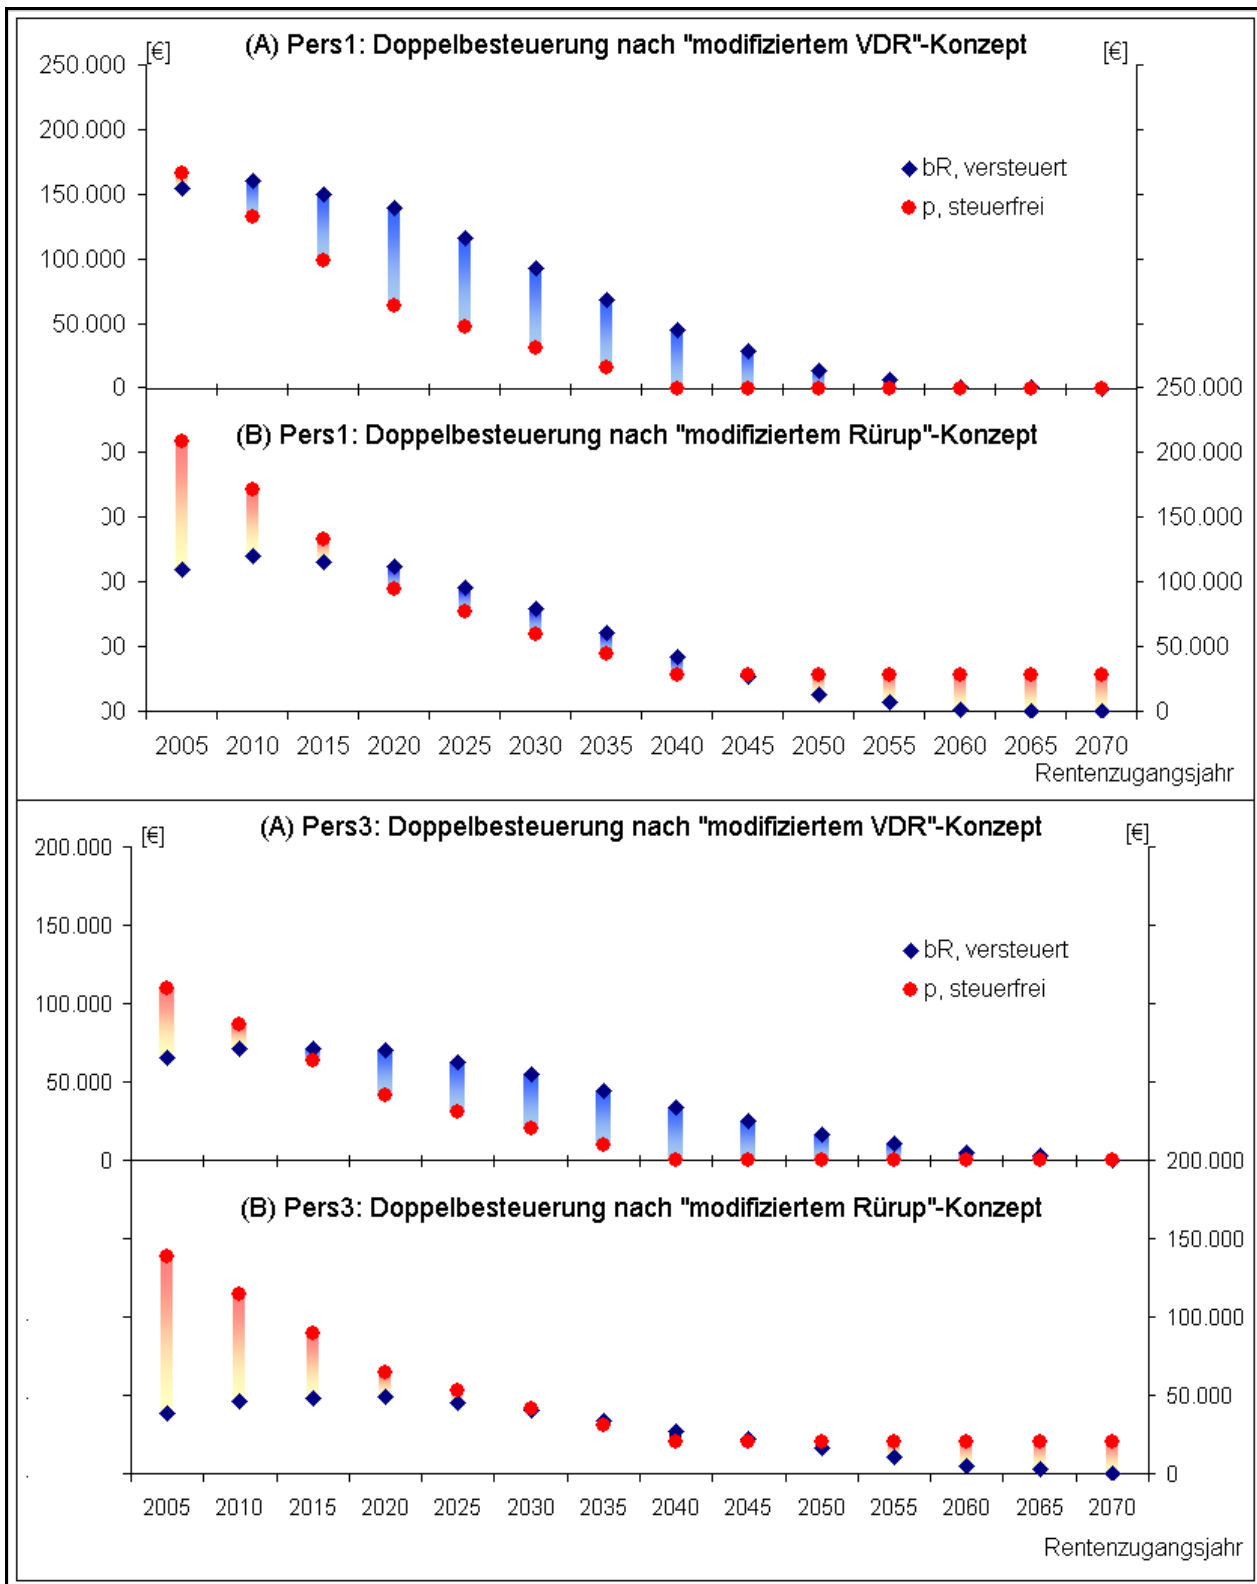 (A) Pers1: Doppelbesteuerung nach "modifiziertem VDR"-Konzept
[€] [€]
250.000
200.000
bR, versteuert
150.000
p, steuerfrei
100.000
50.000
0 250.000
(B) Pers1: Doppelbesteuerung nach "modifiziertem Rürup"-Konzept
00 200.000
00 150.000
00 100.000
00 50.000
00 0
2005 2010 2015 2020 2025 2030 2035 2040 2045 2050 2055 2060 2065 2070
Rentenzugangsjahr
(A) Pers3: Doppelbesteuerung nach "modifiziertem VDR"-Konzept
[€] [€]
200.000
150.000
bR, versteuert
p, steuerfrei
100.000
50.000
0 200.000
(B) Pers3: Doppelbesteuerung nach "modifiziertem Rürup"-Konzept
150.000
100.000
50.000
0
2005 2010 2015 2020 2025 2030 2035 2040 2045 2050 2055 2060 2065 2070
Rentenzugangsjahr